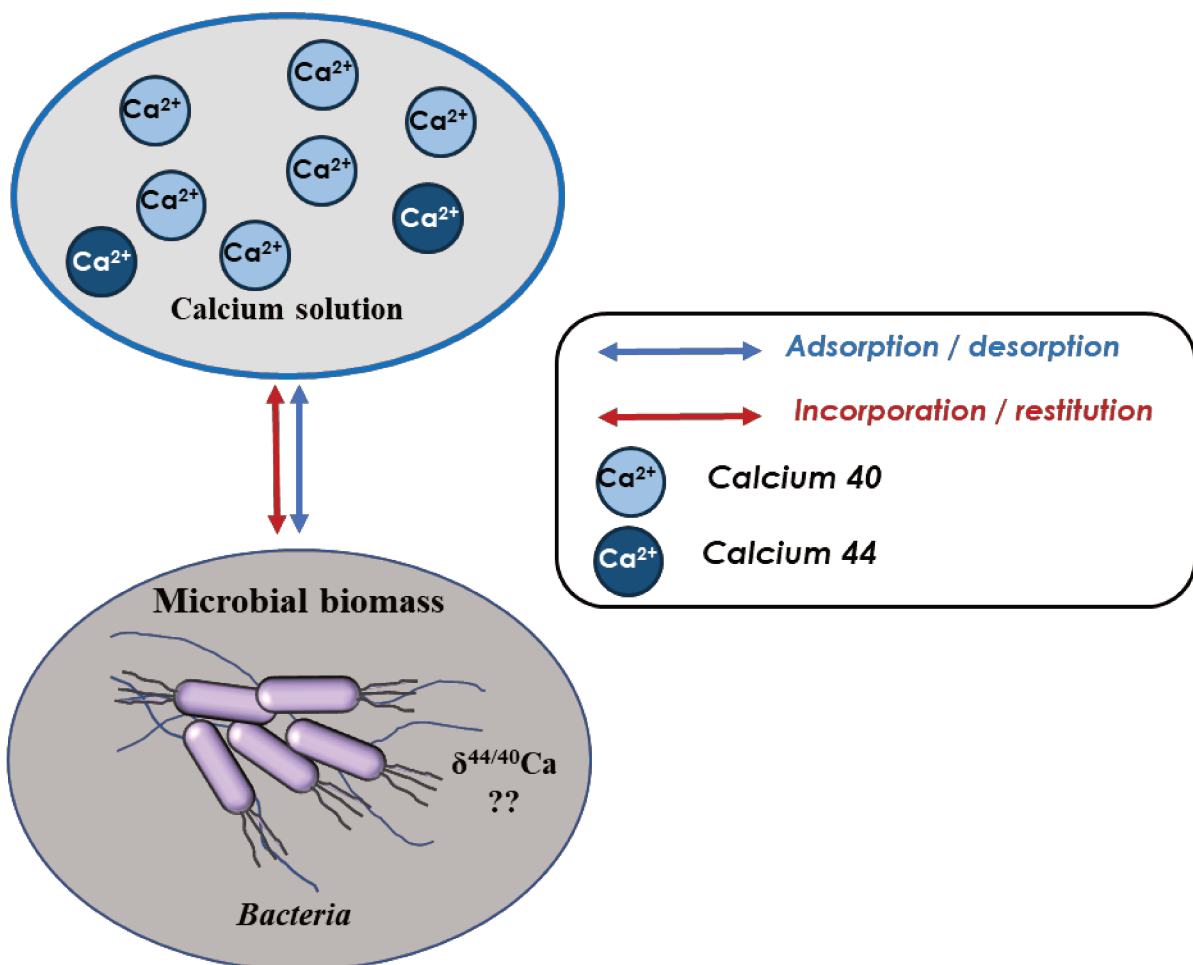 Ca²⁺
Ca²⁺
Ca²⁺
Ca²⁺
Ca²⁺
Ca²⁺
Ca²⁺
Ca²⁺
Calcium solution
Adsorption / desorption
Incorporation / restitution
Ca²⁺ Calcium 40
Ca²⁺ Calcium 44
Microbial biomass
δ⁴⁴/⁴⁰Ca
??
Bacteria